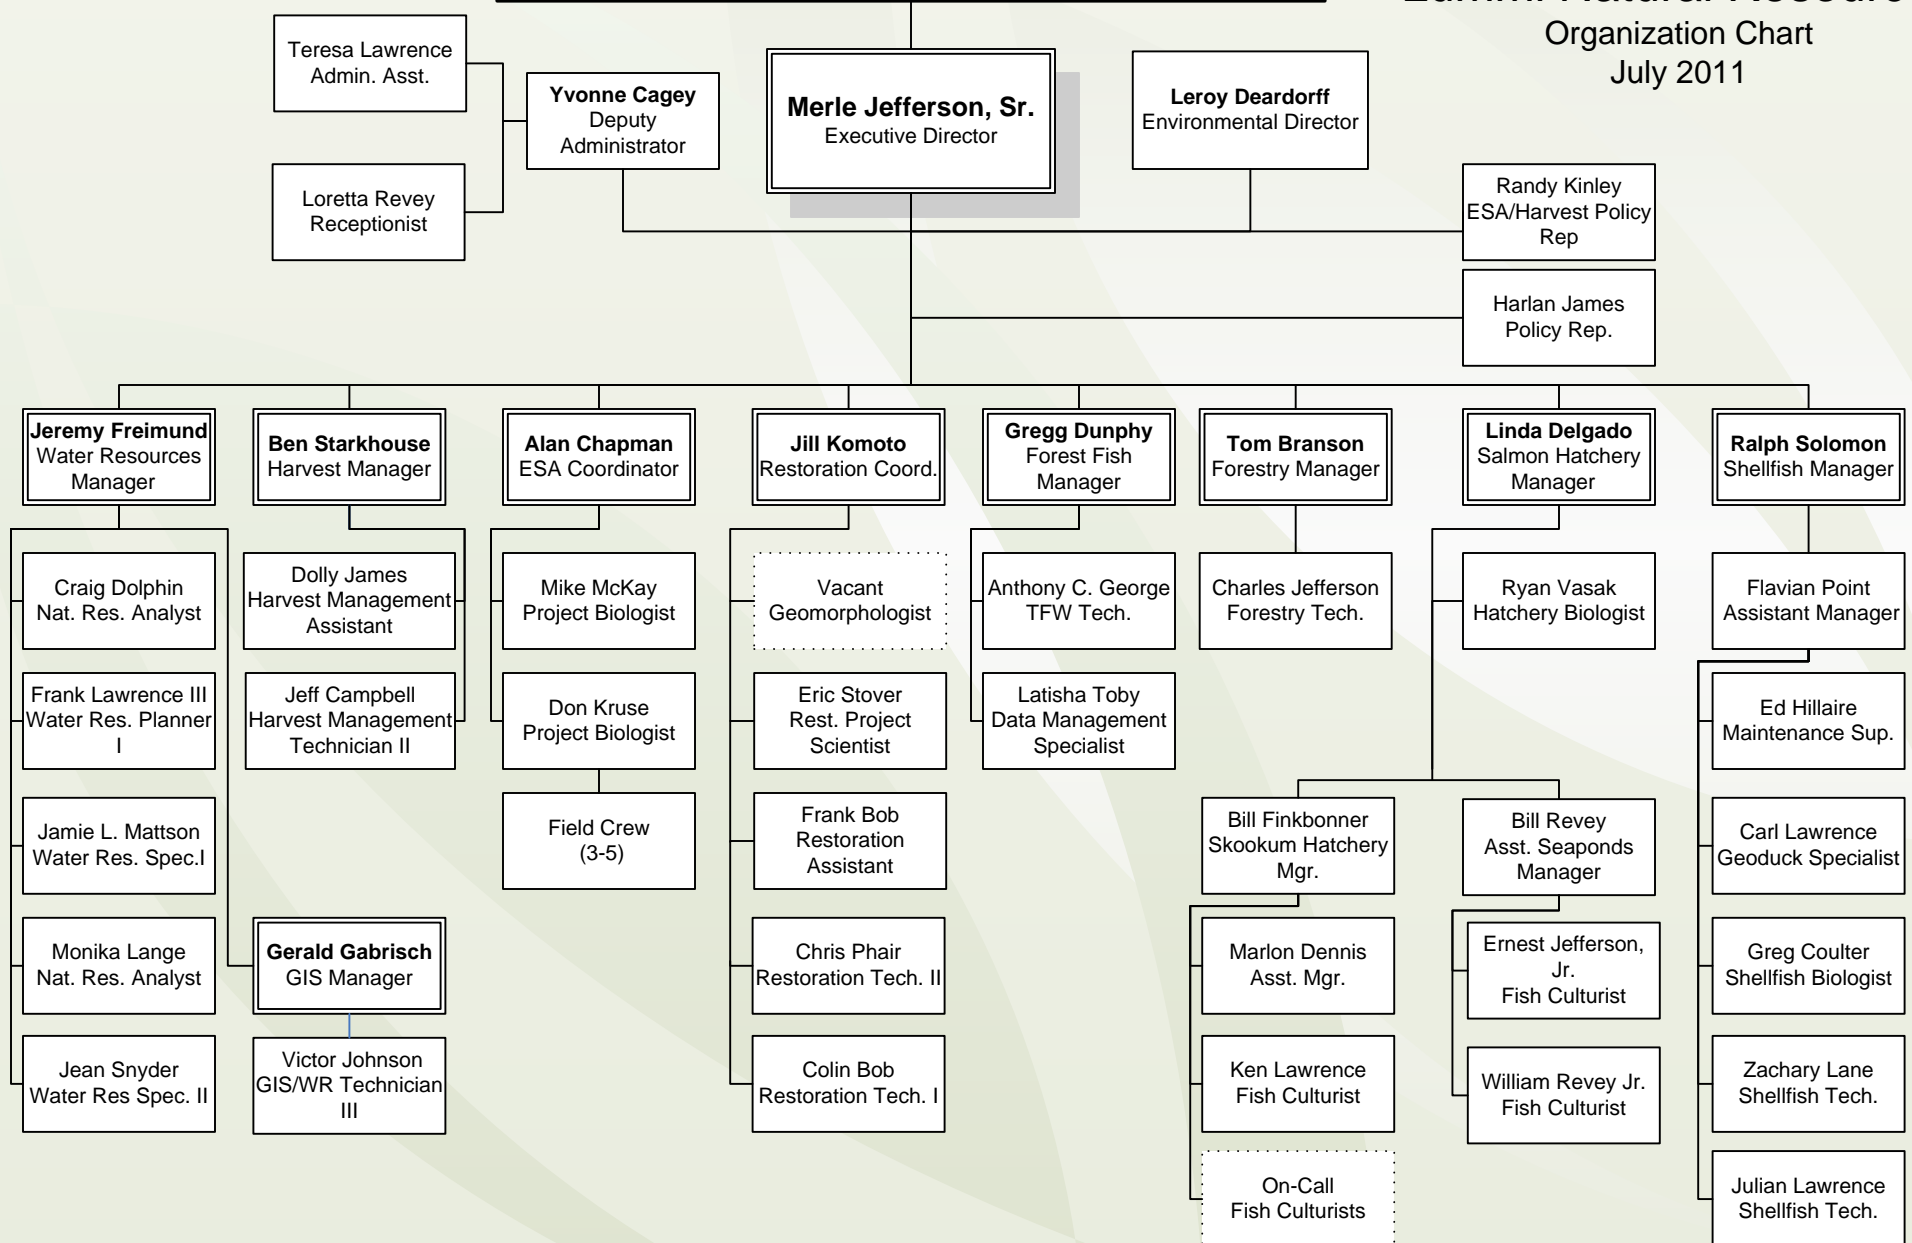 Organization Chart
July 2011
Teresa Lawrence
Admin. Asst.
Yvonne Cagey
Deputy
Administrator
Loretta Revey
Receptionist
Merle Jefferson, Sr.
Executive Director
Leroy Deardorff
Environmental Director
Randy Kinley
ESA/Harvest Policy
Rep
Harlan James
Policy Rep.
Jeremy Freimund
Water Resources
Manager
Ben Starkhouse
Harvest Manager
Alan Chapman
ESA Coordinator
Jill Komoto
Restoration Coord.
Gregg Dunphy
Forest Fish
Manager
Tom Branson
Forestry Manager
Linda Delgado
Salmon Hatchery
Manager
Ralph Solomon
Shellfish Manager
Craig Dolphin
Nat. Res. Analyst
Dolly James
Harvest Management
Assistant
Mike McKay
Project Biologist
Vacant
Geomorphologist
Anthony C. George
TFW Tech.
Charles Jefferson
Forestry Tech.
Ryan Vasak
Hatchery Biologist
Flavian Point
Assistant Manager
Frank Lawrence III
Water Res. Planner
I
Jeff Campbell
Harvest Management
Technician II
Don Kruse
Project Biologist
Eric Stover
Rest. Project
Scientist
Latisha Toby
Data Management
Specialist
Ed Hillaire
Maintenance Sup.
Jamie L. Mattson
Water Res. Spec.I
Field Crew
(3-5)
Frank Bob
Restoration
Assistant
Bill Finkbonner
Skookum Hatchery
Mgr.
Bill Revey
Asst. Seaponds
Manager
Carl Lawrence
Geoduck Specialist
Monika Lange
Nat. Res. Analyst
Gerald Gabrisch
GIS Manager
Chris Phair
Restoration Tech. II
Marlon Dennis
Asst. Mgr.
Ernest Jefferson,
Jr.
Fish Culturist
Greg Coulter
Shellfish Biologist
Jean Snyder
Water Res Spec. II
Victor Johnson
GIS/WR Technician
III
Colin Bob
Restoration Tech. I
Ken Lawrence
Fish Culturist
William Revey Jr.
Fish Culturist
Zachary Lane
Shellfish Tech.
On-Call
Fish Culturists
Julian Lawrence
Shellfish Tech.